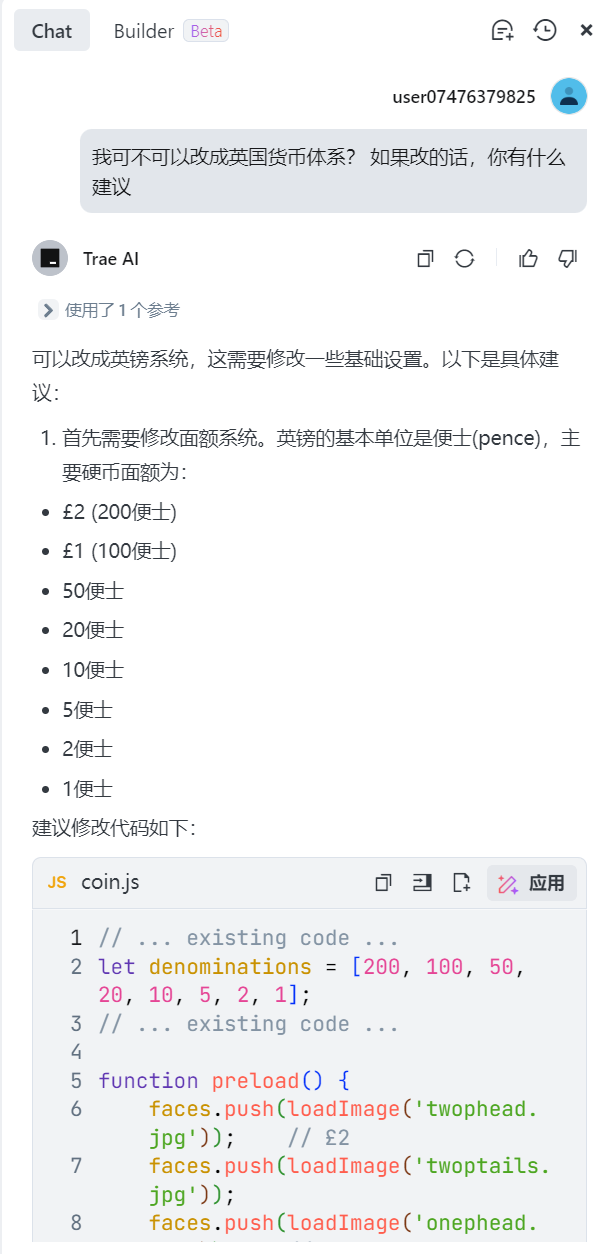 Chat Builder Beta
user07476379825
我可不可以改成英国货币体系？ 如果改的话，你有什么
建议
Trae AI
使用了 1 个参考
可以改成英镑系统，这需要修改一些基础设置。以下是具体建
议：
1. 首先需要修改面额系统。英镑的基本单位是便士(pence)，主
要硬币面额为：
• £2 (200便士)
• £1 (100便士)
• 50便士
• 20便士
• 10便士
• 5便士
• 2便士
• 1便士
建议修改代码如下：
JS coin.js 应用
1 // ... existing code ...
2 let denominations = [200, 100, 50,
20, 10, 5, 2, 1];
3 // ... existing code ...
4
5 function preload() {
6 faces.push(loadImage('twophead.
jpg')); // £2
7 faces.push(loadImage('twoptails.
jpg'));
8 faces.push(loadImage('onephead.